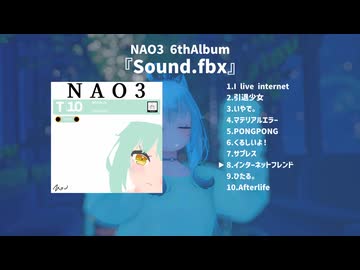 NAO3 6thAlbum
『Sound.fbx』
NAO3
T10
1.I live internet
2.引退少女
3.いやで。
4.マテリアルエラー
5.PONGPONG
6.くるしいよ！
7.サブレス
▶8.インターネットフレンド
9.ひたる。
10.Afterlife